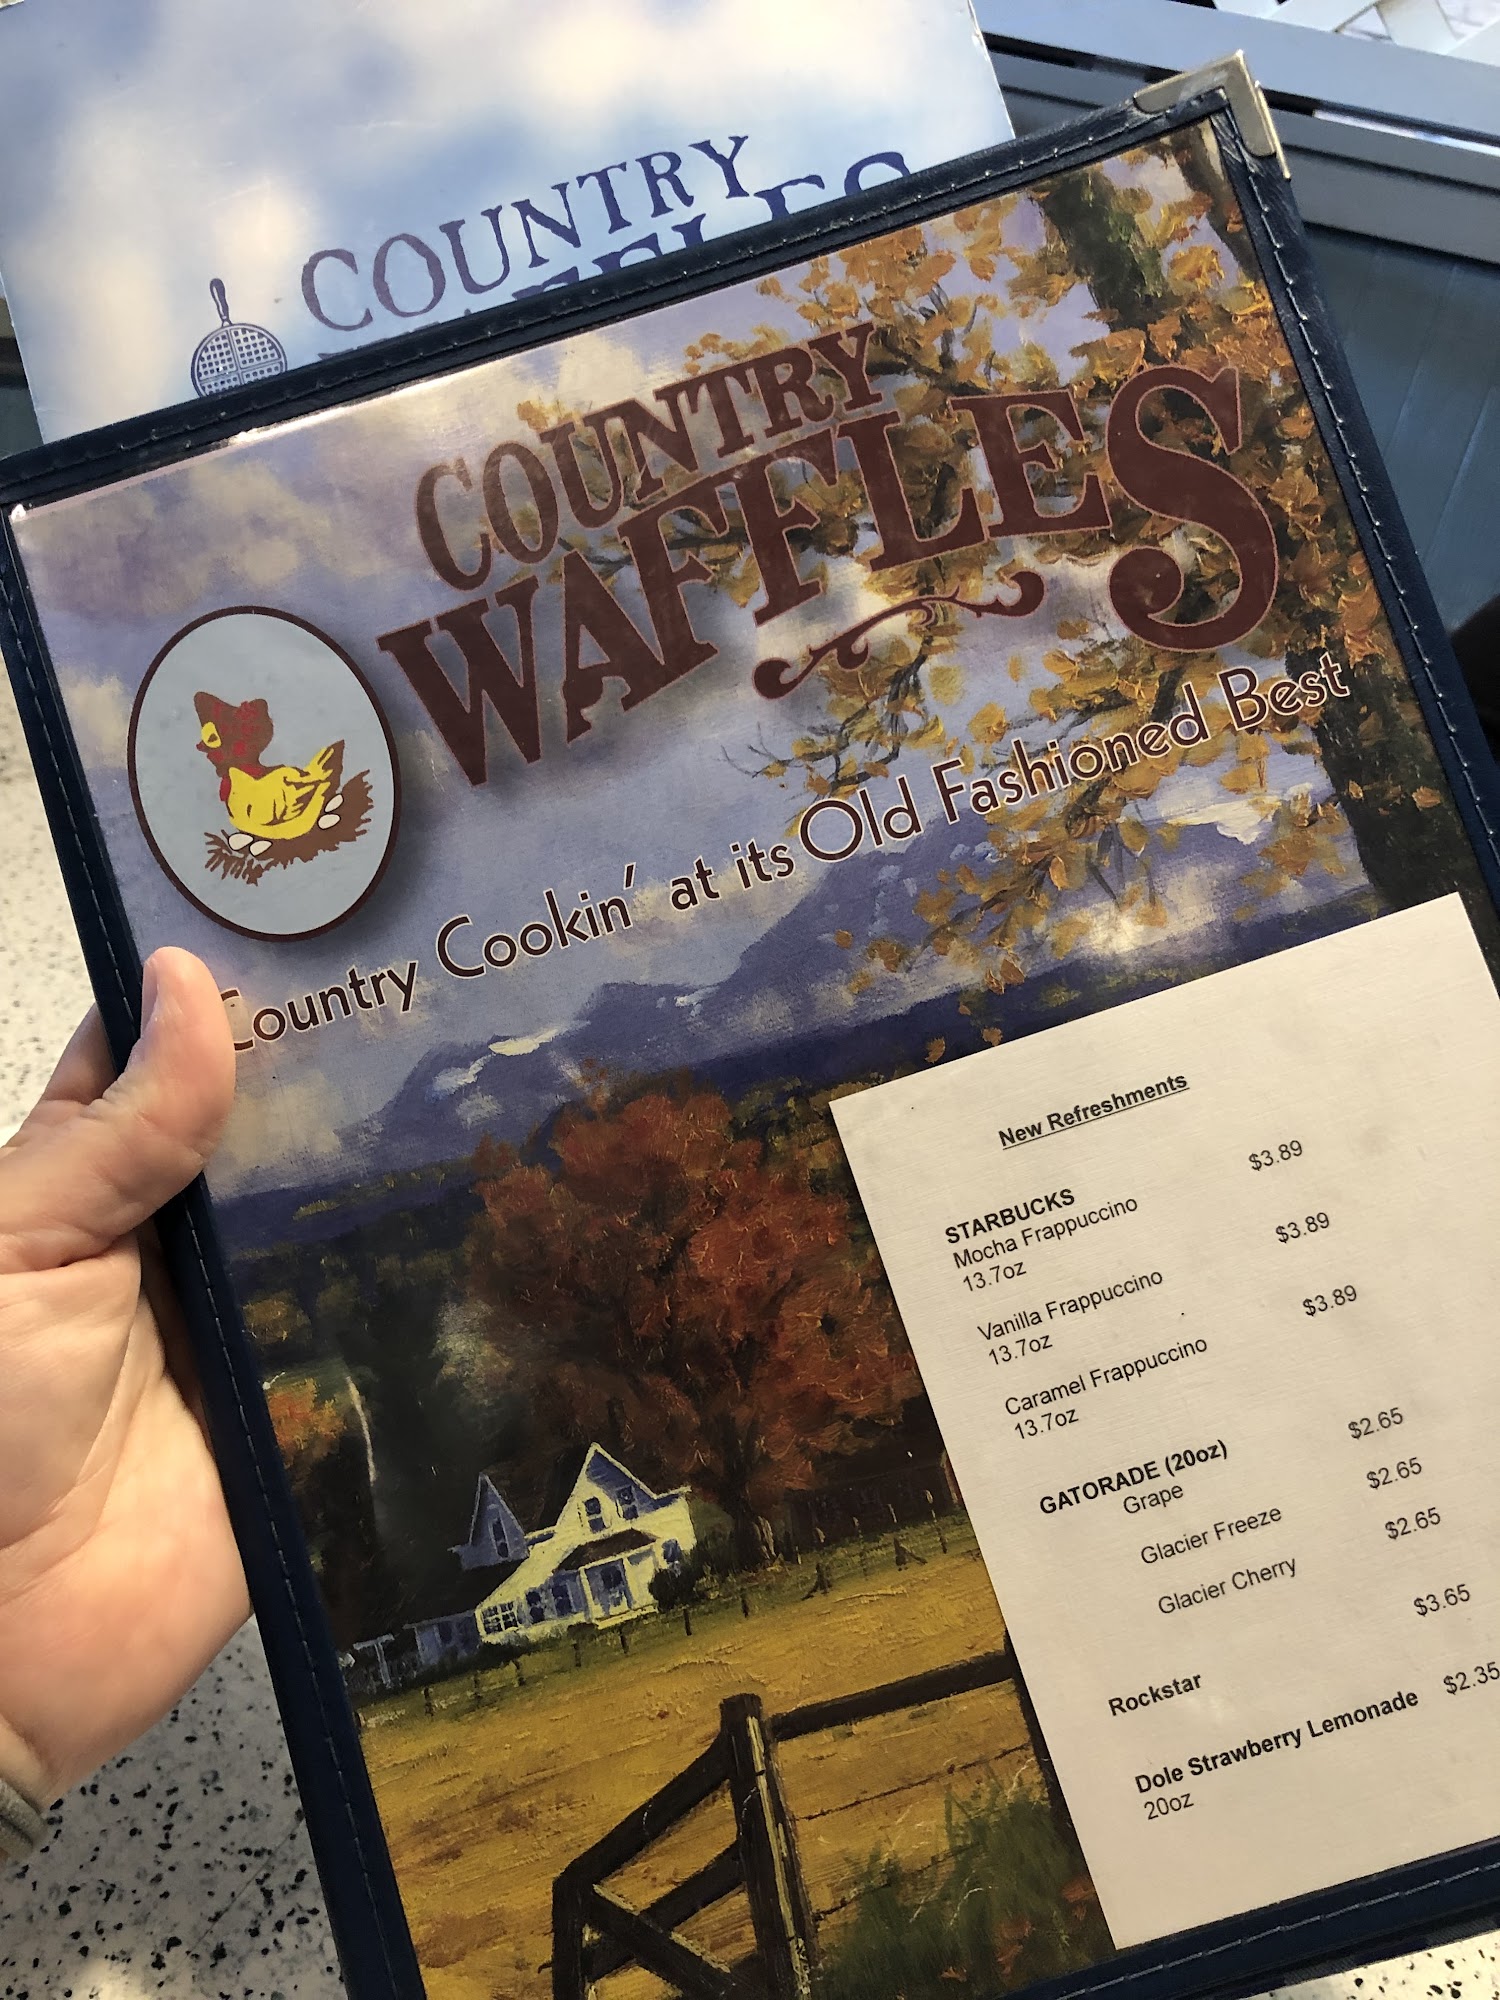 COUNTRY
COUNTRY
WAFFLES
Country Cookin' at its Old Fashioned Best
New Refreshments
STARBUCKS
Mocha Frappuccino $3.89
13.7oz
Vanilla Frappuccino $3.89
13.7oz
Caramel Frappuccino $3.89
13.7oz
GATORADE (20oz)
Grape $2.65
Glacier Freeze $2.65
Glacier Cherry $2.65
Rockstar $3.65
Dole Strawberry Lemonade $2.35
20oz